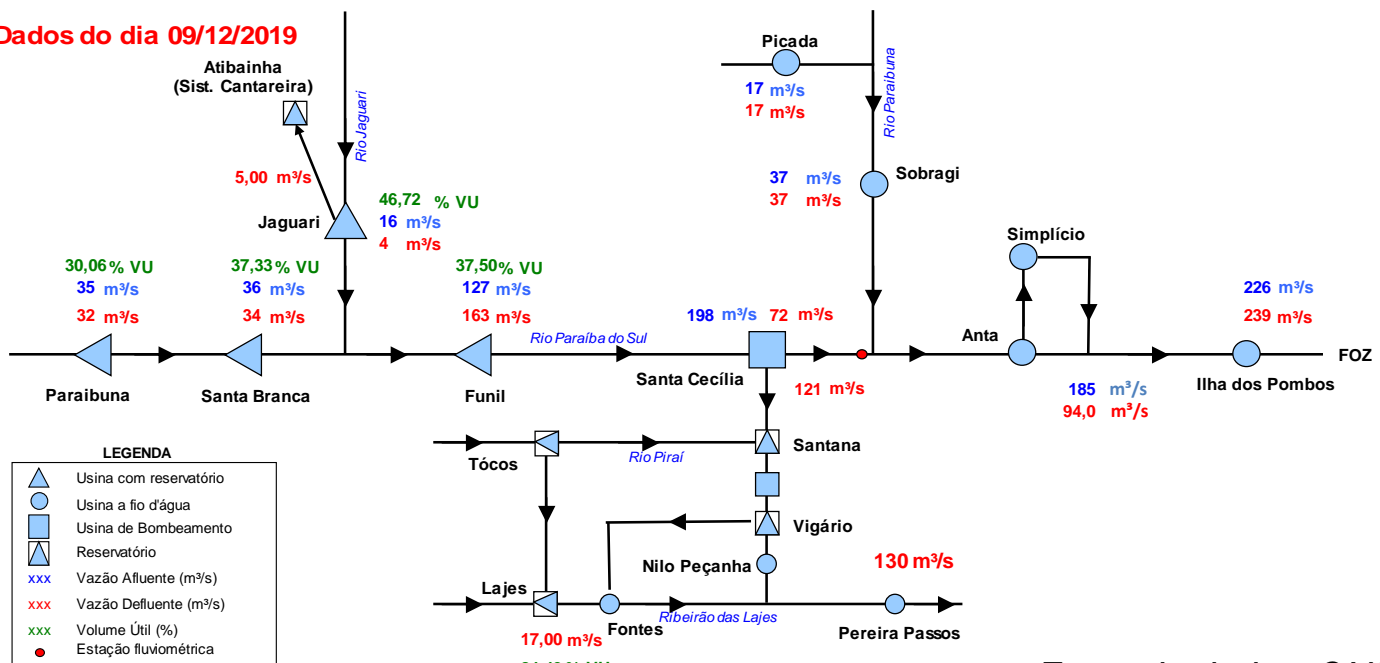 Dados do dia 09/12/2019
Picada
Atibainha
(Sist. Cantareira)
17 m³/s
17 m³/s
Rio Jaguari
Rio Paraibuna
5,00 m³/s
Sobragi
37 m³/s
37 m³/s
46,72 % VU
16 m³/s
4 m³/s
Jaguari
Simplício
30,06 % VU
35 m³/s
32 m³/s
37,33 % VU
36 m³/s
34 m³/s
37,50 % VU
127 m³/s
163 m³/s
198 m³/s 72 m³/s
226 m³/s
239 m³/s
Rio Paraíba do Sul
Anta
FOZ
Paraibuna
Santa Branca
Funil
Santa Cecília
121 m³/s
185 m³/s
94,0 m³/s
Ilha dos Pombos
Tócos
Rio Piraí
Santana
Vigário
Nilo Peçanha
130 m³/s
Lajes
Fontes
Ribeirão das Lajes
Pereira Passos
17,00 m³/s
LEGENDA
Usina com reservatório
Usina a fio d'água
Usina de Bombeamento
Reservatório
xxx Vazão Afluente (m³/s)
xxx Vazão Defluente (m³/s)
xxx Volume Útil (%)
Estação fluviométrica